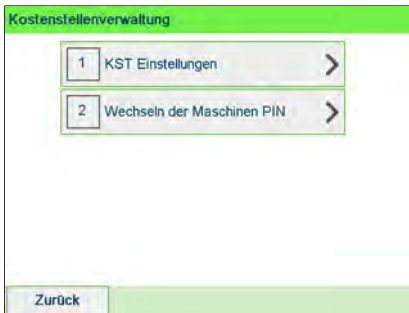 Kostenstellenverwaltung
1 KST Einstellungen
2 Wechseln der Maschinen PIN
Zurück